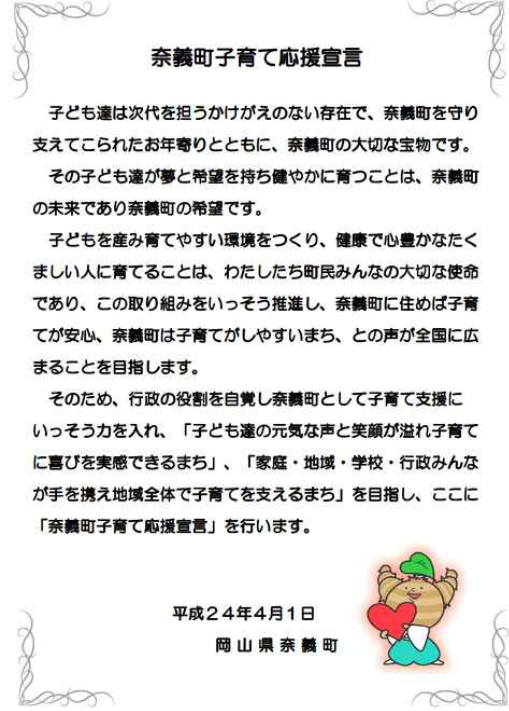 奈義町子育て応援宣言
子ども達は次代を担うかけがえのない存在で、奈義町を守り
支えてこられたお年寄りとともに、奈義町の大切な宝物です。
その子ども達が夢と希望を持ち健やかに育つことは、奈義町
の未来であり奈義町の希望です。
子どもを産み育てやすい環境をつくり、健康で心豊かなたく
ましい人に育てることは、わたしたち町民みんなの大切な使命
であり、この取り組みをいっそう推進し、奈義町に住めば子育
てが安心、奈義町は子育てがしやすいまち、との声が全国に広
まることを目指します。
そのため、行政の役割を自覚し奈義町として子育て支援に
いっそう力を入れ、「子ども達の元気な声と笑顔が溢れ子育て
に喜びを実感できるまち」、「家庭・地域・学校・行政みんな
が手を携え地域全体で子育てを支えるまち」を目指し、ここに
「奈義町子育て応援宣言」を行います。
平成24年4月1日
岡山県奈義町